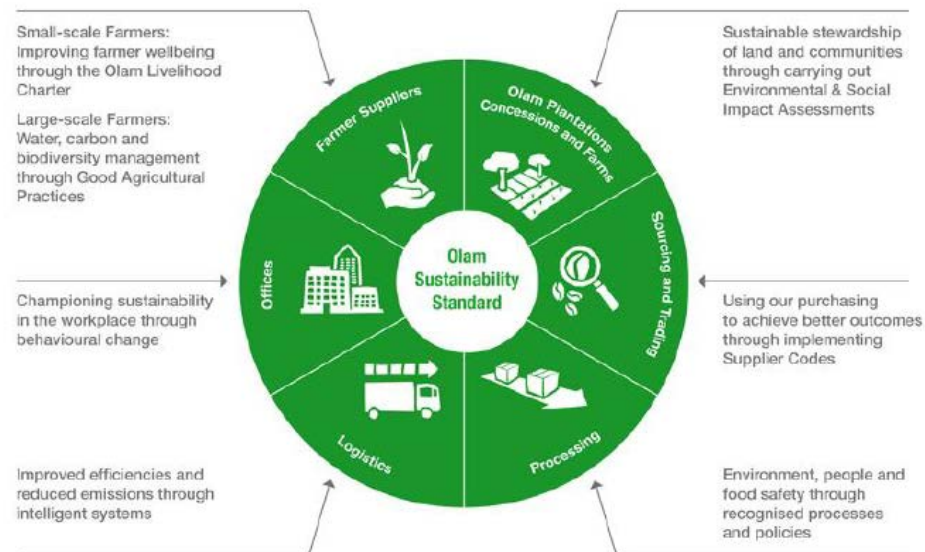 Small-scale Farmers:
Improving farmer wellbeing
through the Olam Livelihood
Charter
Large-scale Farmers:
Water, carbon and
biodiversity management
through Good Agricultural
Practices
Sustainable stewardship
of land and communities
through carrying out
Environmental & Social
Impact Assessments
Farmer Suppliers
Olam Plantations
Concessions and Farms
Offices
Olam
Sustainability
Standard
Sourcing and Trading
Logistics
Processing
Championing sustainability
in the workplace through
behavioural change
Using our purchasing
to achieve better outcomes
through implementing
Supplier Codes
Improved efficiencies and
reduced emissions through
intelligent systems
Environment, people and
food safety through
recognised processes
and policies